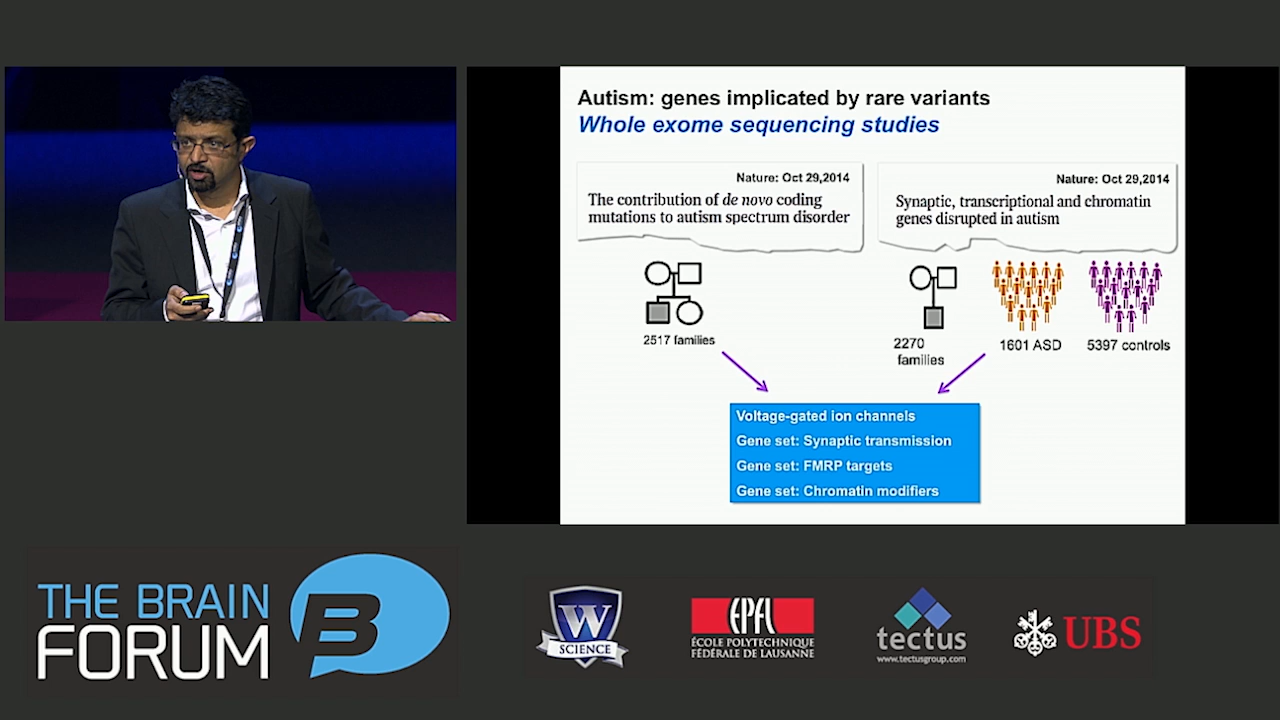 Autism: genes implicated by rare variants
Whole exome sequencing studies
Nature: Oct 29,2014
The contribution of de novo coding
mutations to autism spectrum disorder
Nature: Oct 29,2014
Synaptic, transcriptional and chromatin
genes disrupted in autism
2517 families
2270
families
1601 ASD
5397 controls
Voltage-gated ion channels
Gene set: Synaptic transmission
Gene set: FMRP targets
Gene set: Chromatin modifiers
THE BRAIN
FORUM
B
W
SCIENCE
EPFL
ÉCOLE POLYTECHNIQUE
FÉDÉRALE DE LAUSANNE
tectus
www.tectusgroup.com
UBS